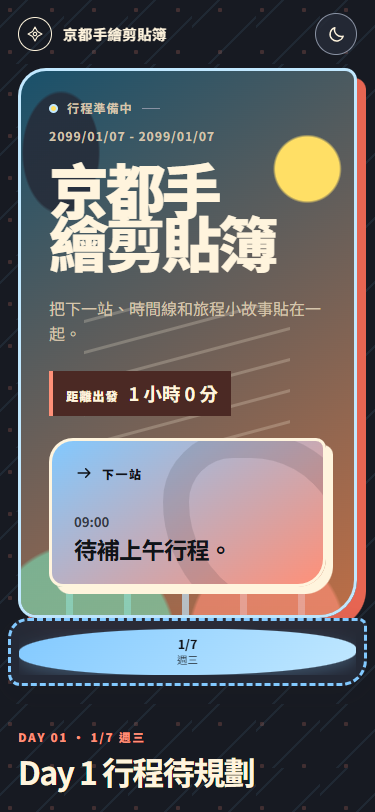 京都手繪剪貼簿
行程準備中
2099/01/07 - 2099/01/07
京都手
繪剪貼簿
把下一站、時間線和旅程小故事貼在一
起。
距離出發 1 小時 0 分
下一站
09:00
待補上午行程。
1/7
週三
DAY 01 · 1/7 週三
Day 1 行程待規劃